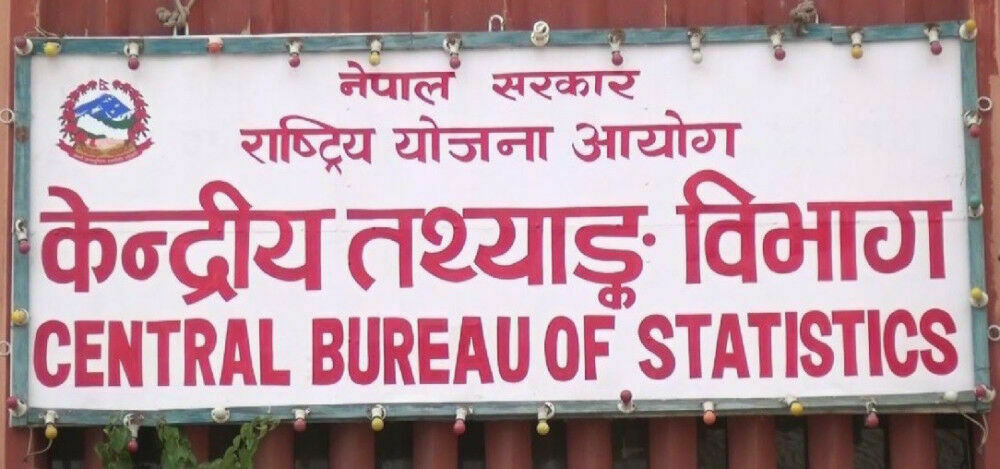 नेपाल सरकार
राष्ट्रिय योजना आयोग
केन्द्रीय तथ्याङ्क विभाग
CENTRAL BUREAU OF STATISTICS